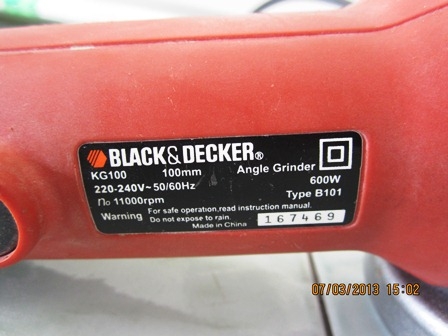 BLACK&DECKER®
KG100 100mm Angle Grinder
220-240V~50/60Hz 600W
no 11000rpm Type B101
Warning For safe operation,read instruction manual.
Do not expose to rain.
Made in China 167469
07/03/2013 15:02